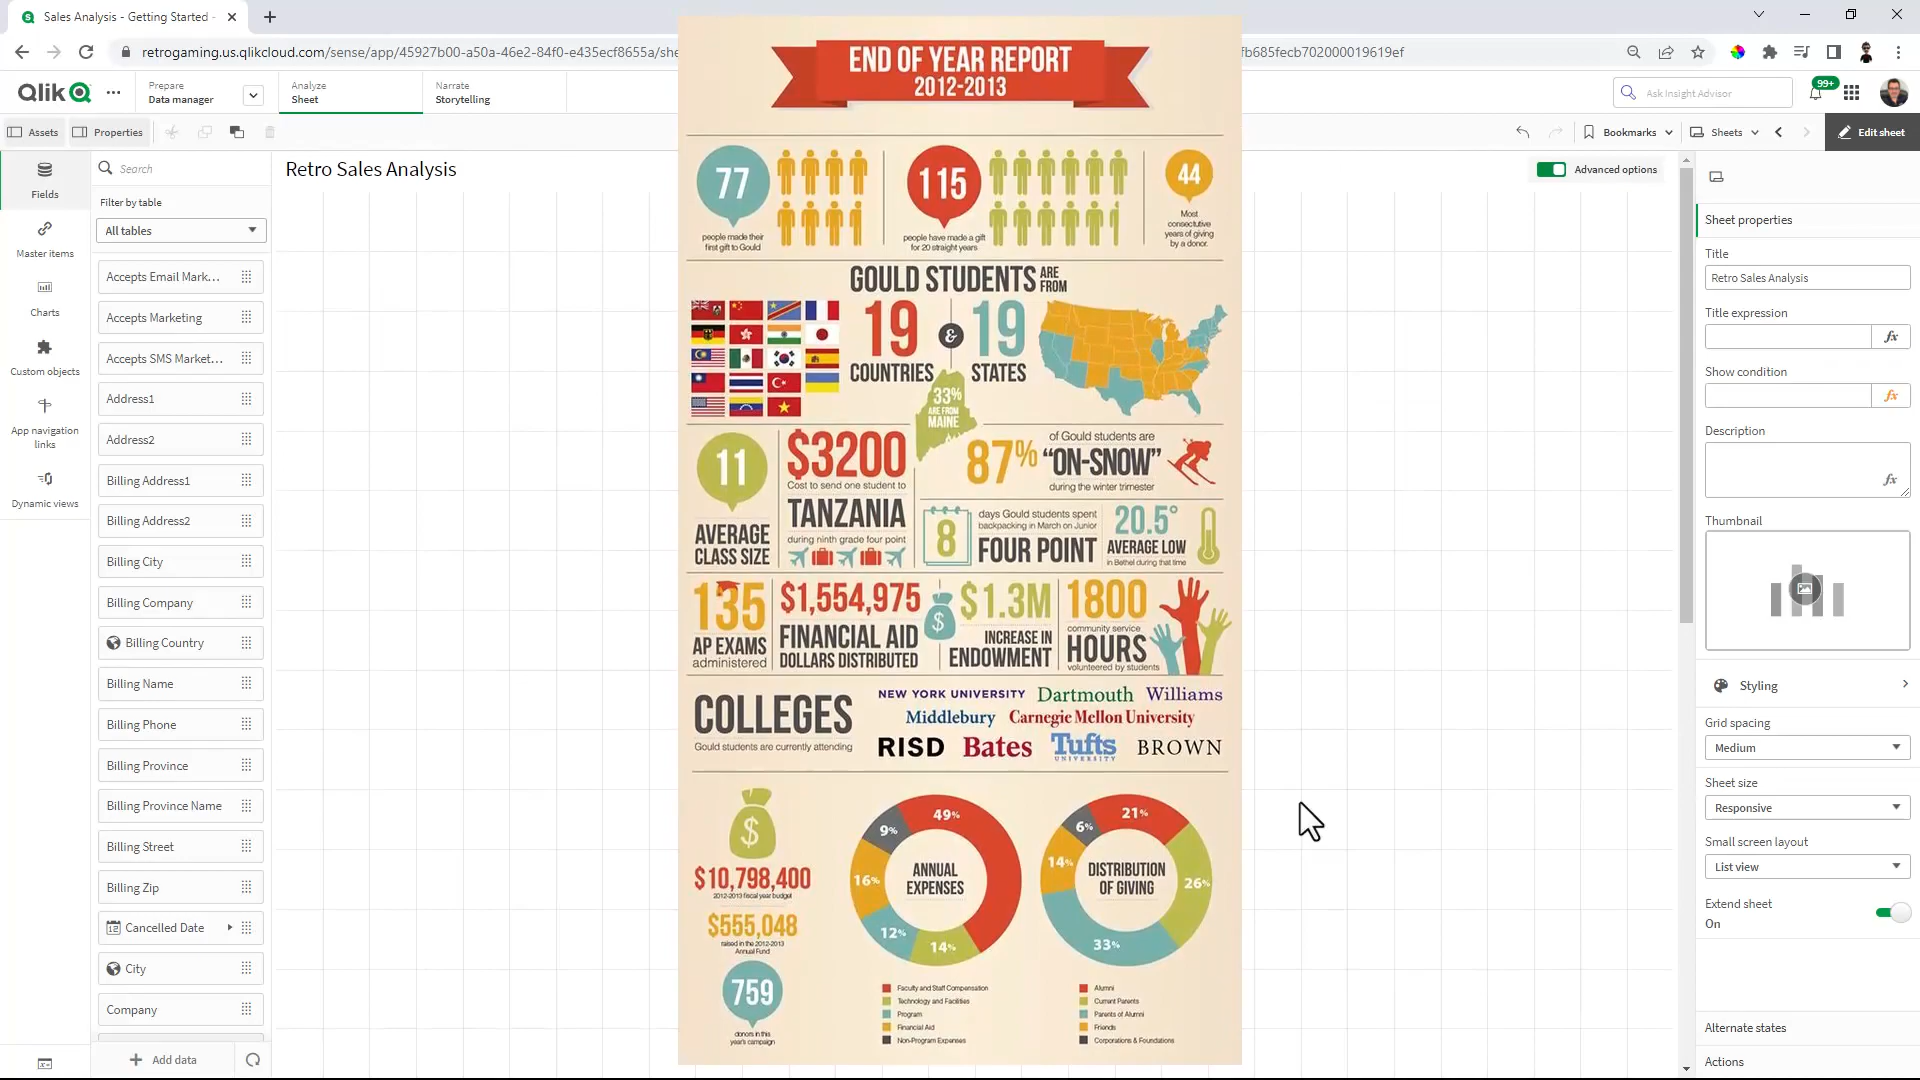 Sales Analysis - Getting Started -
retrogaming.us.qlikcloud.com/sense/app/45927b00-a50a-46e2-84f0-e435ecf8655a/she
fb685fecb702000019619ef
Qlik
Prepare
Data manager
Analyze
Sheet
Narrate
Storytelling
Ask Insight Advisor
99+
Assets
Properties
Bookmarks
Sheets
Edit sheet
Fields
Master items
Charts
Custom objects
App navigation
links
Dynamic views
Search
Filter by table
All tables
Accepts Email Mark...
Accepts Marketing
Accepts SMS Market...
Address1
Address2
Billing Address1
Billing Address2
Billing City
Billing Company
Billing Country
Billing Name
Billing Phone
Billing Province
Billing Province Name
Billing Street
Billing Zip
Cancelled Date
City
Company
Add data
Retro Sales Analysis
Advanced options
END OF YEAR REPORT
2012-2013
77
people made their
first gift to Gould
115
people have made a gift
for 20 straight years
44
Most
consecutive
years of giving
by a donor.
GOULD STUDENTS ARE FROM
19
COUNTRIES
&
19
STATES
33%
ARE FROM
MAINE
11
AVERAGE
CLASS SIZE
$3200
Cost to send one student to
TANZANIA
during ninth grade four point
87%
of Gould students are
"ON-SNOW"
during the winter trimester
8
days Gould students spent
backpacking in March on Junior
FOUR POINT
20.5°
AVERAGE LOW
in Bethel during that time
135
AP EXAMS
administered
$1,554,975
FINANCIAL AID
DOLLARS DISTRIBUTED
$
$1.3M
INCREASE IN
ENDOWMENT
1800
community service
HOURS
volunteered by students
COLLEGES
Gould students are currently attending
NEW YORK UNIVERSITY Dartmouth Williams
Middlebury Carnegie Mellon University
RISD Bates Tufts UNIVERSITY BROWN
$
$10,798,400
2012-2013 fiscal year budget
$555,048
raised in the 2012-2013
Annual Fund
759
donors in this
year's campaign
ANNUAL
EXPENSES
49%
9%
16%
12%
14%
Faculty and Staff Compensation
Technology and Facilities
Program
Financial Aid
Non-Program Expenses
DISTRIBUTION
OF GIVING
21%
6%
14%
26%
33%
Alumni
Current Parents
Parents of Alumni
Friends
Corporations & Foundations
Sheet properties
Title
Retro Sales Analysis
Title expression
fx
Show condition
fx
Description
fx
Thumbnail
Styling
Grid spacing
Medium
Sheet size
Responsive
Small screen layout
List view
Extend sheet
On
Alternate states
Actions